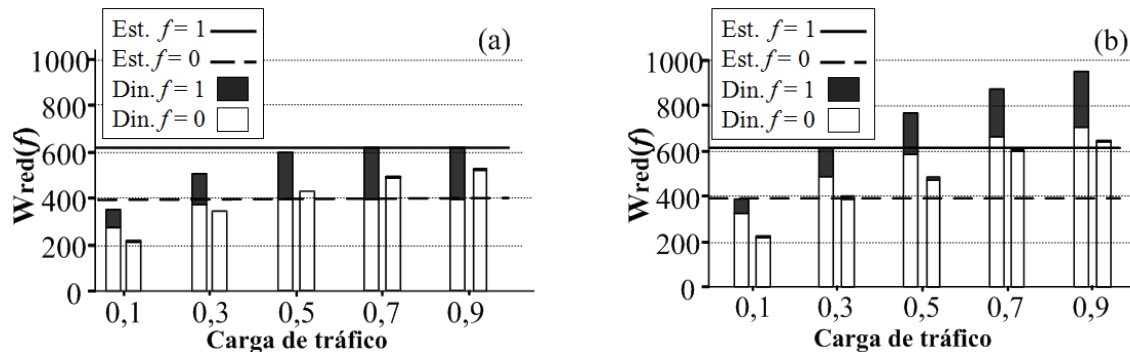 Est. f = 1
Est. f = 0
Din. f = 1
Din. f = 0
(a)
1000
800
600
400
200
0
Wred(f)
0,1 0,3 0,5 0,7 0,9
Carga de tráfico
Est. f = 1
Est. f = 0
Din. f = 1
Din. f = 0
(b)
1000
800
600
400
200
0
Wred(f)
0,1 0,3 0,5 0,7 0,9
Carga de tráfico